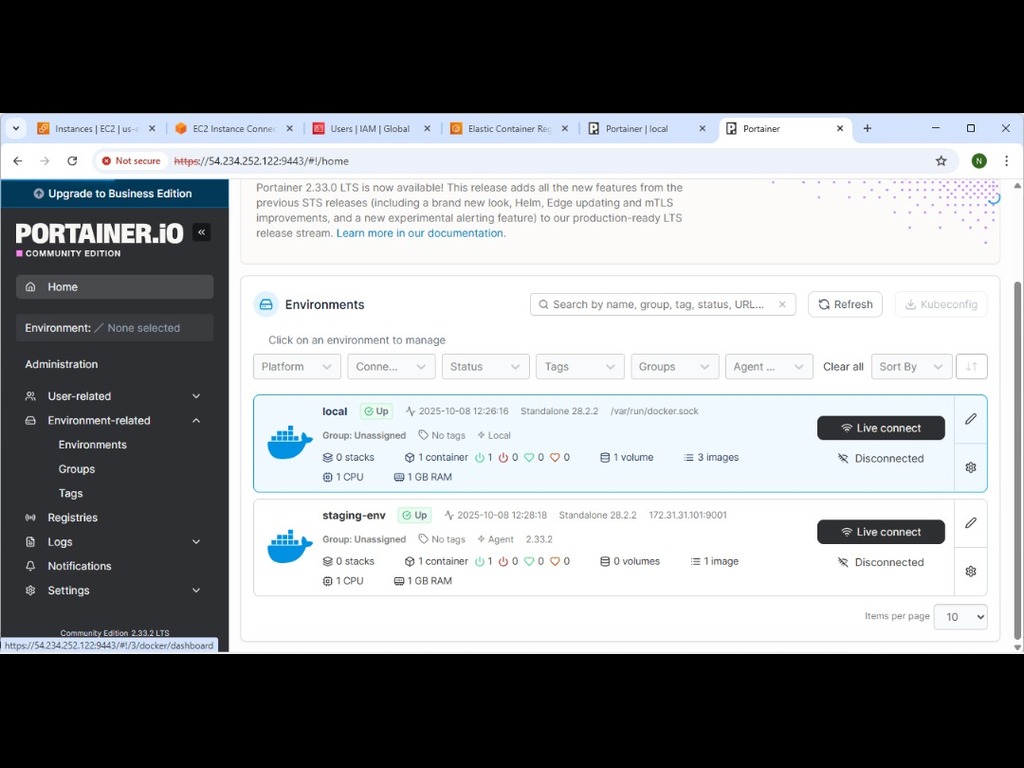 Instances | EC2 | us-e
EC2 Instance Connec
Users | IAM | Global
Elastic Container Reg
Portainer | local
Portainer
Not secure
https://54.234.252.122:9443/#!/home
N
Upgrade to Business Edition
PORTAINER.iO
COMMUNITY EDITION
Home
Environment: None selected
Administration
User-related
Environment-related
Environments
Groups
Tags
Registries
Logs
Notifications
Settings
Community Edition 2.33.2 LTS
https://54.234.252.122:9443/#!/3/docker/dashboard
Portainer 2.33.0 LTS is now available! This release adds all the new features from the
previous STS releases (including a brand new look, Helm, Edge updating and mTLS
improvements, and a new experimental alerting feature) to our production-ready LTS
release stream. Learn more in our documentation.
Environments
Search by name, group, tag, status, URL...
Refresh
Kubeconfig
Click on an environment to manage
Platform
Conne...
Status
Tags
Groups
Agent ...
Clear all
Sort By
local Up 2025-10-08 12:26:16 Standalone 28.2.2 /var/run/docker.sock
Group: Unassigned No tags Local
0 stacks 1 container 1 0 0 0 1 volume 3 images
1 CPU 1 GB RAM
Live connect
Disconnected
staging-env Up 2025-10-08 12:28:18 Standalone 28.2.2 172.31.31.101:9001
Group: Unassigned No tags Agent 2.33.2
0 stacks 1 container 1 0 0 0 0 volumes 1 image
1 CPU 1 GB RAM
Live connect
Disconnected
Items per page 10